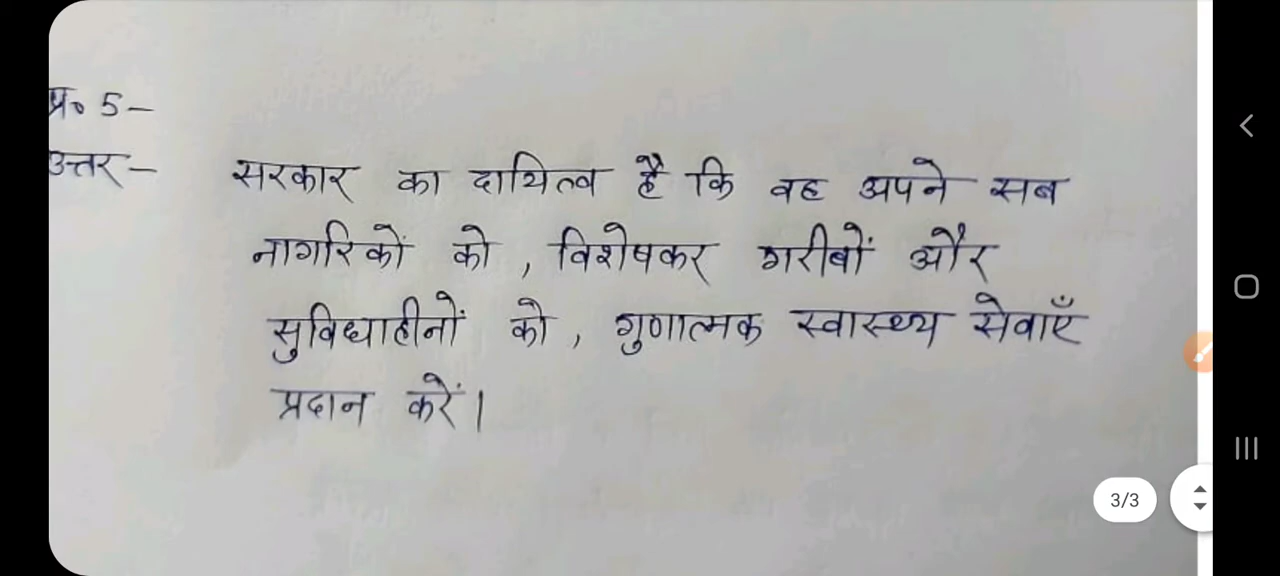 प्र० 5 –
उत्तर – सरकार का दायित्व है कि वह अपने सब
नागरिकों को , विशेषकर गरीबों और
सुविधाहीनों को , गुणात्मक स्वास्थ्य सेवाएँ
प्रदान करें।
3/3